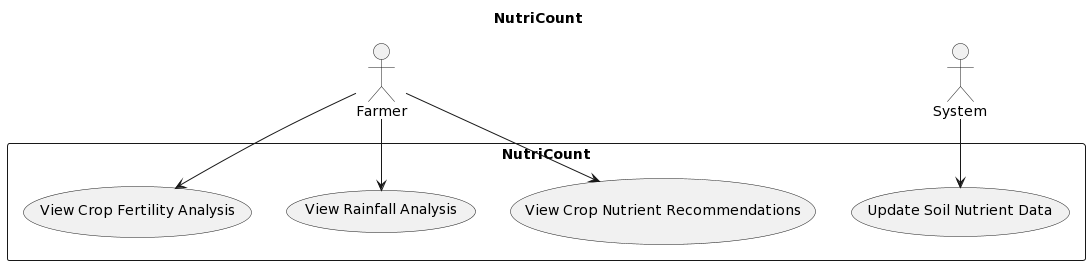 NutriCount
Farmer
System
NutriCount
View Crop Fertility Analysis
View Rainfall Analysis
View Crop Nutrient Recommendations
Update Soil Nutrient Data